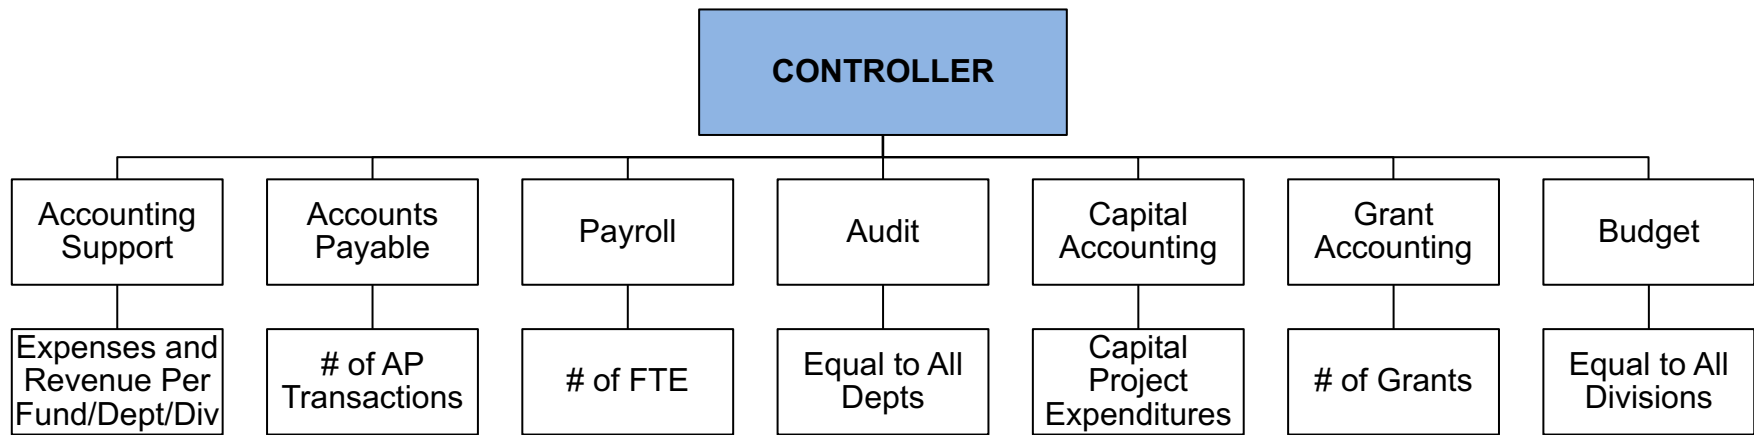 CONTROLLER
Accounting
Support
Accounts
Payable
Payroll
Audit
Capital
Accounting
Grant
Accounting
Budget
Expenses and
Revenue Per
Fund/Dept/Div
# of AP
Transactions
# of FTE
Equal to All
Depts
Capital
Project
Expenditures
# of Grants
Equal to All
Divisions